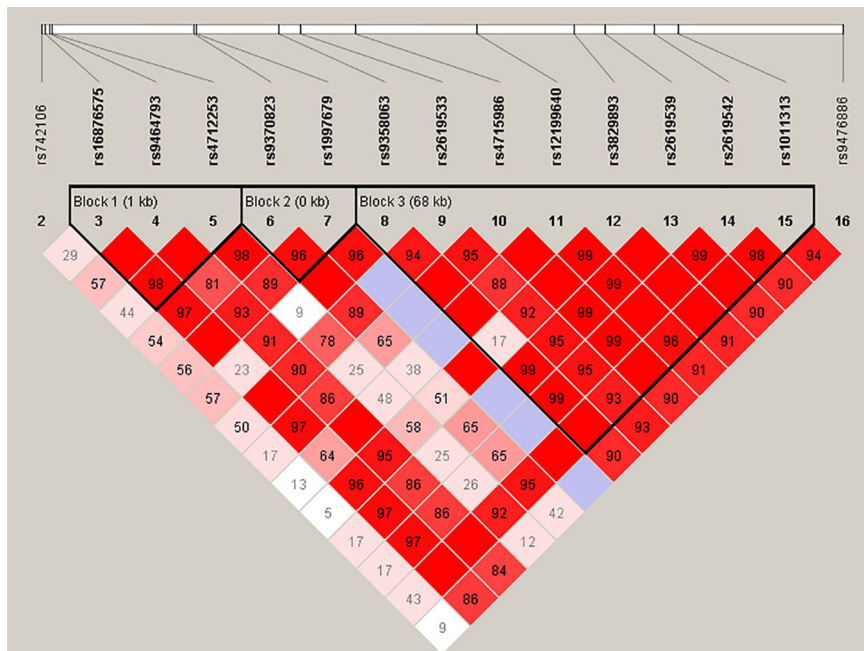 rs742106
rs16876575
rs9464793
rs4712253
rs9370823
rs1997679
rs9358063
rs2619533
rs4715986
rs12199640
rs3829893
rs2619539
rs2619542
rs1011313
rs9476886
Block 1 (1 kb) Block 2 (0 kb) Block 3 (68 kb)
2 3 4 5 6 7 8 9 10 11 12 13 14 15 16
29 98 96 96 94 95 99 98 94
57 98 81 89 88 99 90
44 97 93 9 89 92 90
54 91 78 65 17 95 99 96 91
56 23 90 25 38 99 95 91
57 86 48 51 93 90
50 97 58 65 93
17 64 95 25 65 90
13 96 86 26 95
5 97 86 92 42
17 97 12
17 84
43 86
9